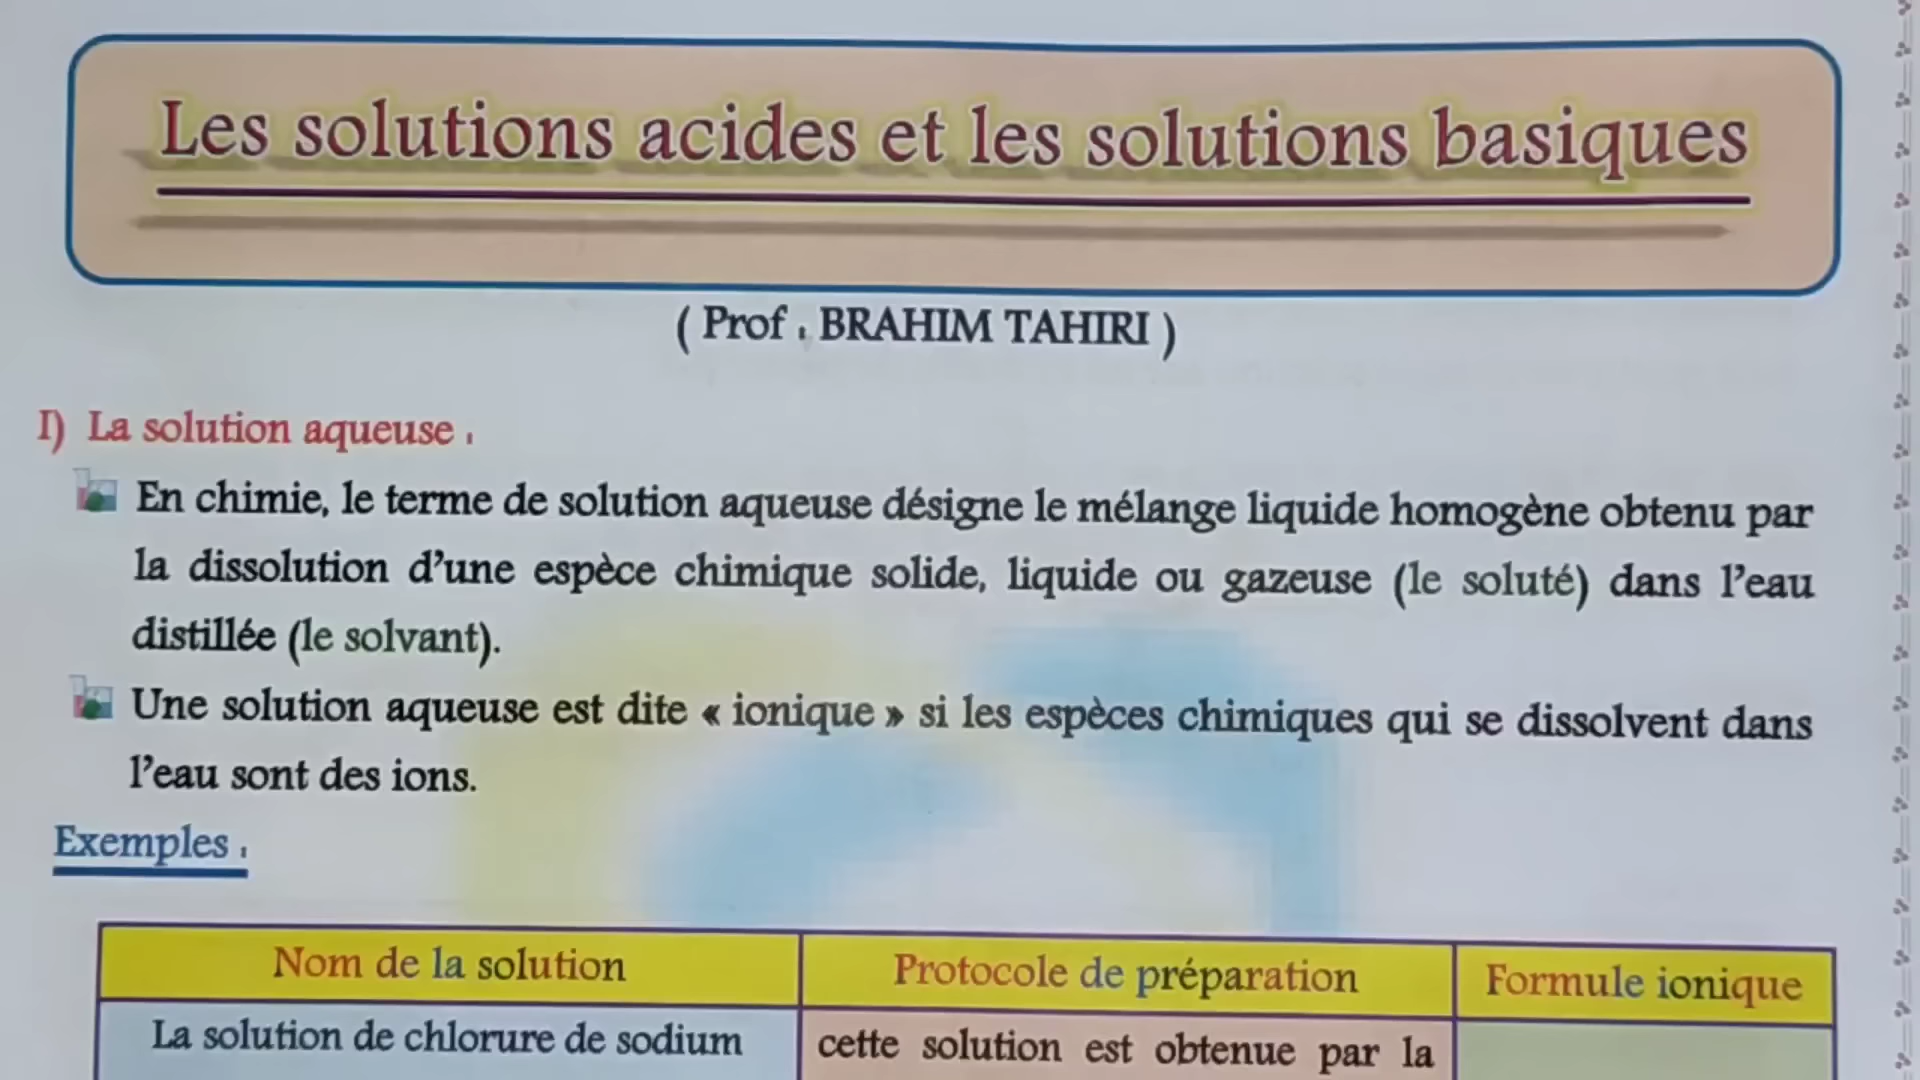 Les solutions acides et les solutions basiques
( Prof : BRAHIM TAHIRI )
I) La solution aqueuse :
En chimie, le terme de solution aqueuse désigne le mélange liquide homogène obtenu par
la dissolution d’une espèce chimique solide, liquide ou gazeuse (le soluté) dans l’eau
distillée (le solvant).
Une solution aqueuse est dite « ionique » si les espèces chimiques qui se dissolvent dans
l’eau sont des ions.
Exemples :
Nom de la solution Protocole de préparation Formule ionique
La solution de chlorure de sodium cette solution est obtenue par la